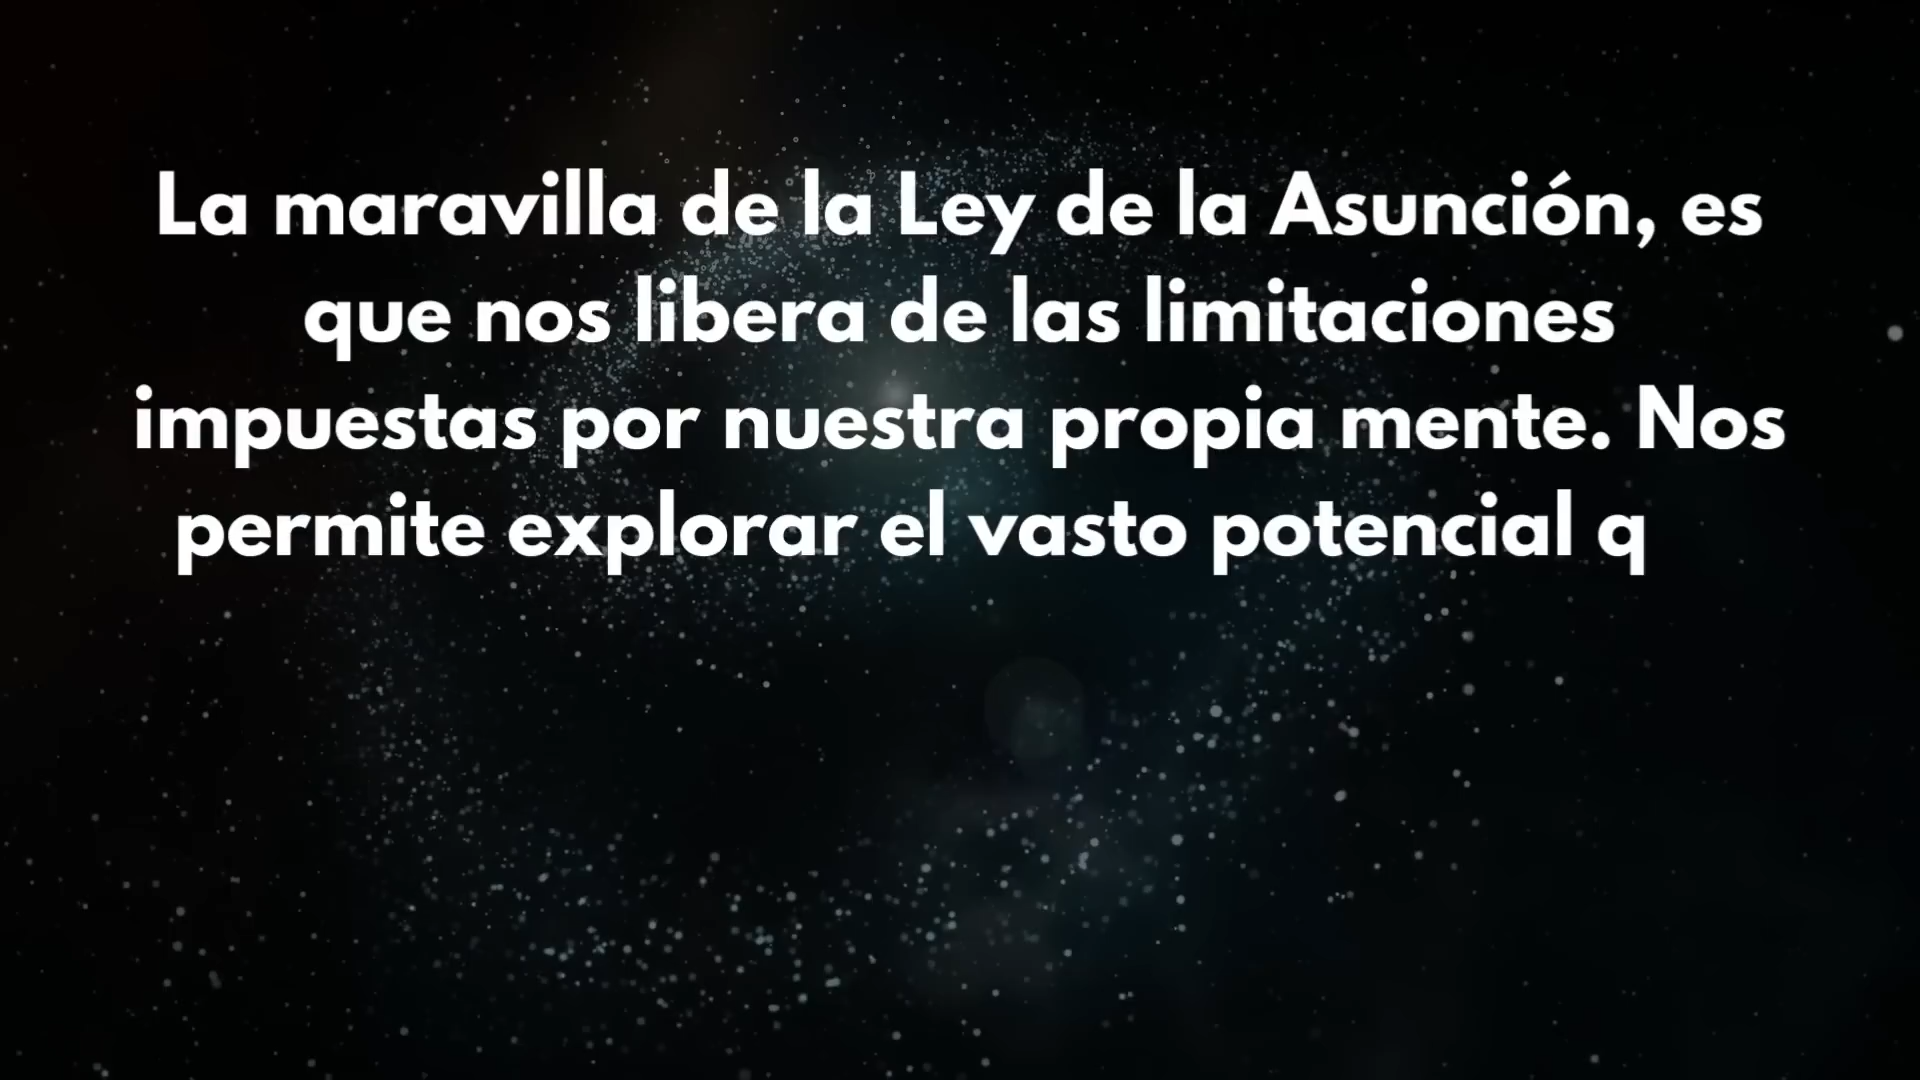 La maravilla de la Ley de la Asunción, es
que nos libera de las limitaciones
impuestas por nuestra propia mente. Nos
permite explorar el vasto potencial q